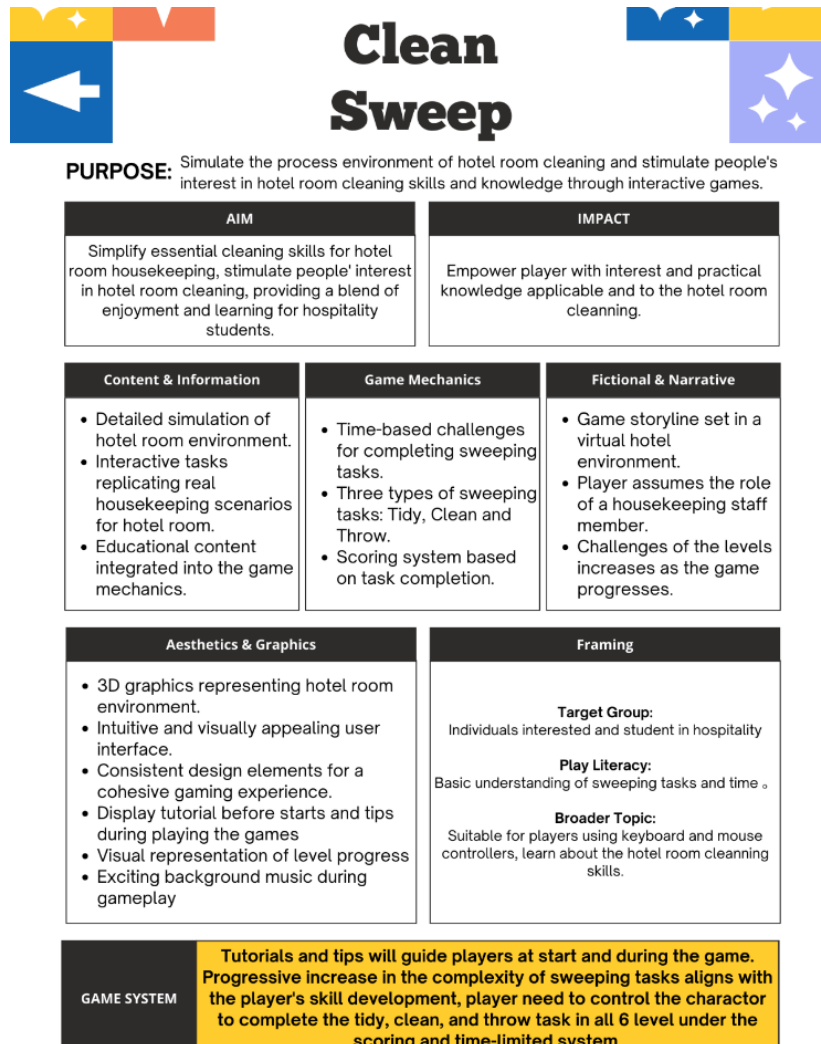 Clean
Sweep
PURPOSE:
Simulate the process environment of hotel room cleaning and stimulate people's
interest in hotel room cleaning skills and knowledge through interactive games.
AIM
Simplify essential cleaning skills for hotel
room housekeeping, stimulate people' interest
in hotel room cleaning, providing a blend of
enjoyment and learning for hospitality
students.
IMPACT
Empower player with interest and practical
knowledge applicable and to the hotel room
cleanning.
Content & Information
• Detailed simulation of
hotel room environment.
• Interactive tasks
replicating real
housekeeping scenarios
for hotel room.
• Educational content
integrated into the game
mechanics.
Game Mechanics
• Time-based challenges
for completing sweeping
tasks.
• Three types of sweeping
tasks: Tidy, Clean and
Throw.
• Scoring system based
on task completion.
Fictional & Narrative
• Game storyline set in a
virtual hotel
environment.
• Player assumes the role
of a housekeeping staff
member.
• Challenges of the levels
increases as the game
progresses.
Aesthetics & Graphics
• 3D graphics representing hotel room
environment.
• Intuitive and visually appealing user
interface.
• Consistent design elements for a
cohesive gaming experience.
• Display tutorial before starts and tips
during playing the games
• Visual representation of level progress
• Exciting background music during
gameplay
Framing
Target Group:
Individuals interested and student in hospitality
Play Literacy:
Basic understanding of sweeping tasks and time 。
Broader Topic:
Suitable for players using keyboard and mouse
controllers, learn about the hotel room cleanning
skills.
GAME SYSTEM
Tutorials and tips will guide players at start and during the game.
Progressive increase in the complexity of sweeping tasks aligns with
the player's skill development, player need to control the charactor
to complete the tidy, clean, and throw task in all 6 level under the
scoring and time-limited system